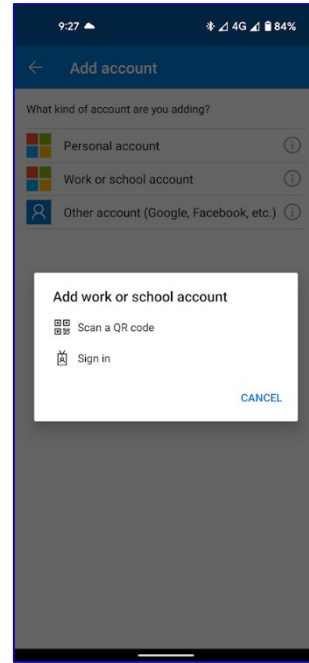 9:27 4G 84%
Add account
What kind of account are you adding?
Personal account
Work or school account
Other account (Google, Facebook, etc.)
Add work or school account
Scan a QR code
Sign in
CANCEL